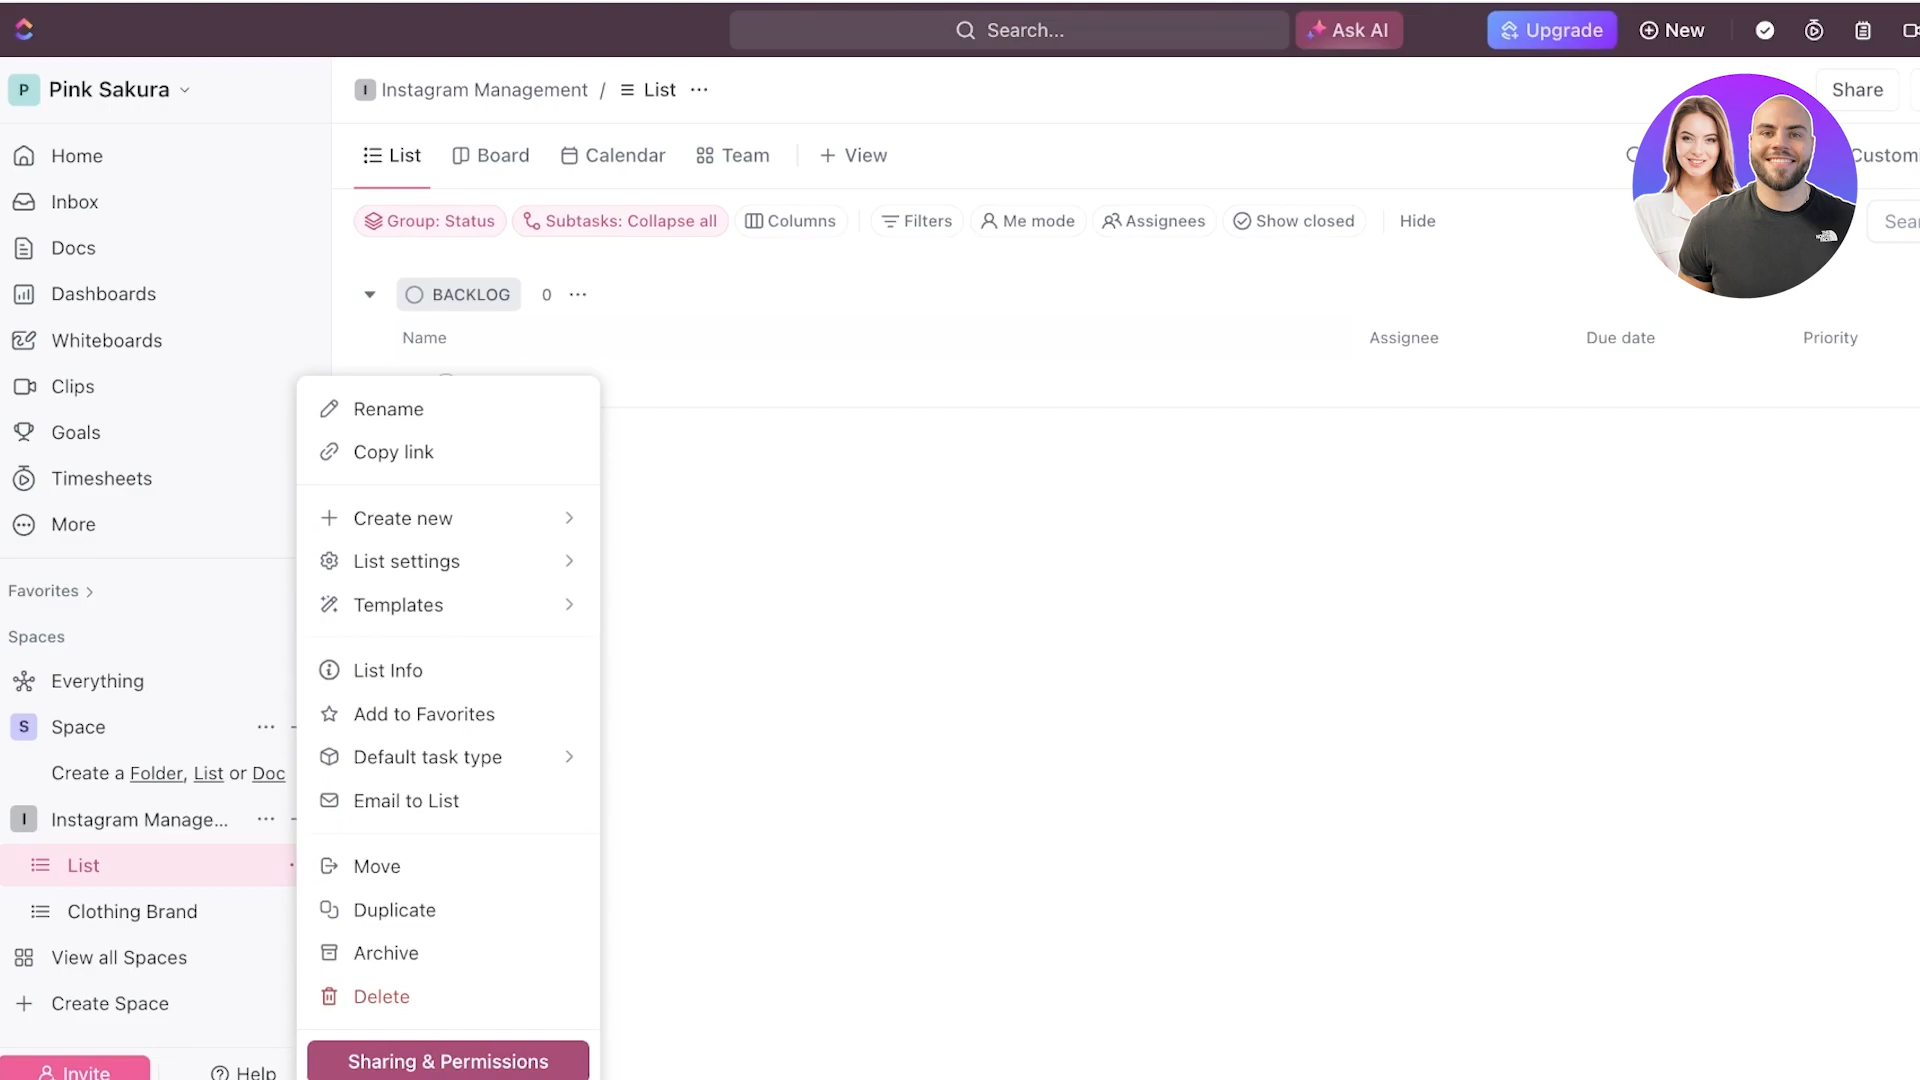 Search...
Ask AI
Upgrade
New
P Pink Sakura
I Instagram Management / List ...
Share
Home
Inbox
Docs
Dashboards
Whiteboards
Clips
Goals
Timesheets
More
Favorites
Spaces
Everything
S Space ...
Create a Folder, List or Doc
I Instagram Manage... ...
List
Clothing Brand
View all Spaces
Create Space
Invite
Help
List
Board
Calendar
Team
+ View
Group: Status
Subtasks: Collapse all
Columns
Filters
Me mode
Assignees
Show closed
Hide
BACKLOG 0 ...
Name
Assignee
Due date
Priority
Rename
Copy link
Create new
List settings
Templates
List Info
Add to Favorites
Default task type
Email to List
Move
Duplicate
Archive
Delete
Sharing & Permissions